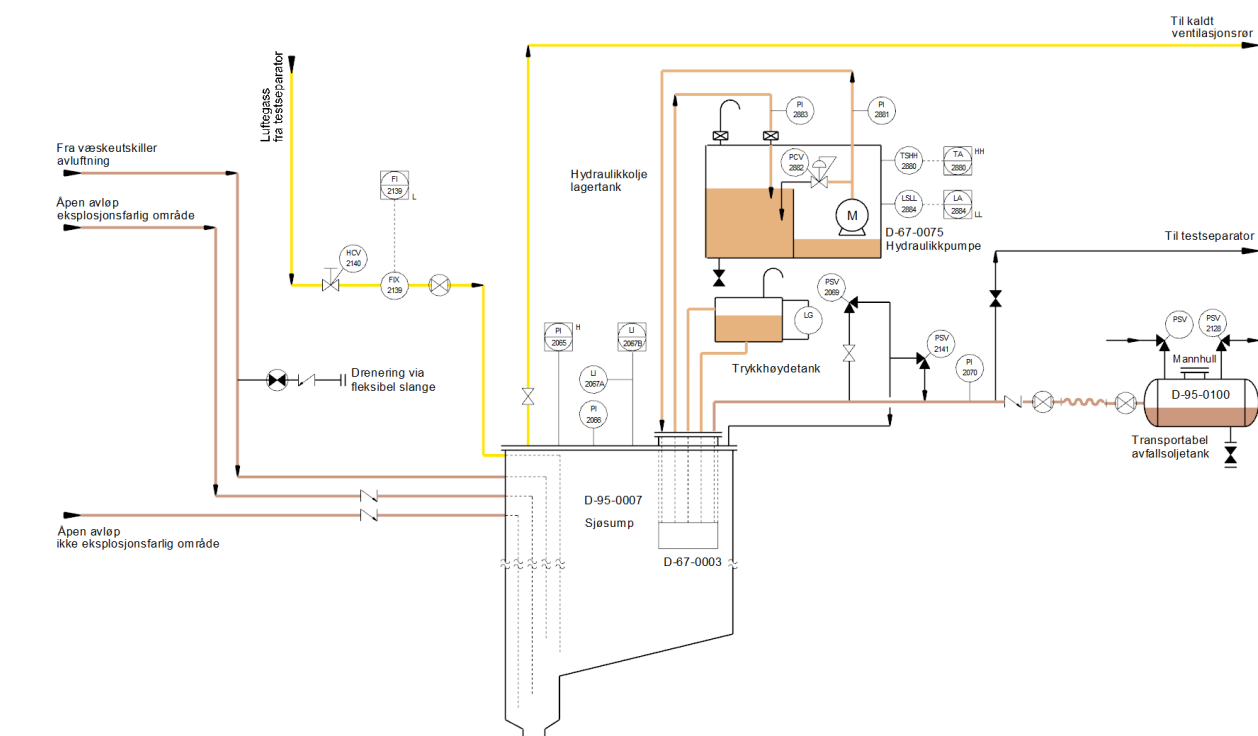 Til kaldt
ventilasjonsrør
Luftegass
fra testseparator
PI
2883
PI
2881
Fra væskeutskiller
avluftning
PCV
2882
TSHH
2880
TA
2880
HH
Hydraulikkolje
lagertank
FI
2139
L
Åpen avløp
eksplosjonsfarlig område
M
LSLL
2884
LA
2884
LL
D-67-0075
Hydraulikkpumpe
Til testseparator
HCV
2140
FIX
2139
PSV
2069
LG
PSV
PSV
2128
PI
2065
H
LI
2067B
PSV
2141
Mannhull
Trykkhøydetank
PI
2070
Drenering via
fleksibel slange
LI
2067A
D-95-0100
PI
2066
Transportabel
avfallsoljetank
D-95-0007
Sjøsump
Åpen avløp
ikke eksplosjonsfarlig område
D-67-0003